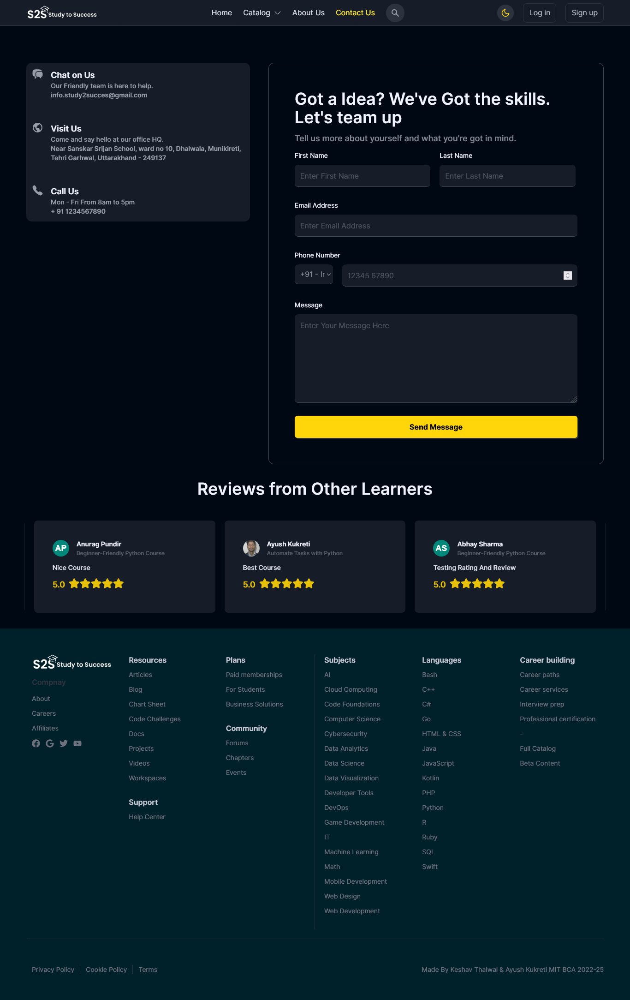 S2S Study to Success
Home
Catalog
About Us
Contact Us
Log in
Sign up
Chat on Us
Our Friendly team is here to help.
info.study2succes@gmail.com
Visit Us
Come and say hello at our office HQ.
Near Sanskar Srijan School, ward no 10, Dhalwala, Munikireti,
Tehri Garhwal, Uttarakhand - 249137
Call Us
Mon - Fri From 8am to 5pm
+ 91 1234567890
Got a Idea? We've Got the skills.
Let's team up
Tell us more about yourself and what you're got in mind.
First Name
Last Name
Enter First Name
Enter Last Name
Email Address
Enter Email Address
Phone Number
+91 - Ir
12345 67890
Message
Enter Your Message Here
Send Message
Reviews from Other Learners
AP
Anurag Pundir
Beginner-Friendly Python Course
Nice Course
5.0
Ayush Kukreti
Automate Tasks with Python
Best Course
5.0
AS
Abhay Sharma
Beginner-Friendly Python Course
Testing Rating And Review
5.0
S2S Study to Success
Compnay
About
Careers
Affiliates
Resources
Articles
Blog
Chart Sheet
Code Challenges
Docs
Projects
Videos
Workspaces
Support
Help Center
Plans
Paid memberships
For Students
Business Solutions
Community
Forums
Chapters
Events
Subjects
AI
Cloud Computing
Code Foundations
Computer Science
Cybersecurity
Data Analytics
Data Science
Data Visualization
Developer Tools
DevOps
Game Development
IT
Machine Learning
Math
Mobile Development
Web Design
Web Development
Languages
Bash
C++
C#
Go
HTML & CSS
Java
JavaScript
Kotlin
PHP
Python
R
Ruby
SQL
Swift
Career building
Career paths
Career services
Interview prep
Professional certification
-
Full Catalog
Beta Content
Privacy Policy
Cookie Policy
Terms
Made By Keshav Thalwal & Ayush Kukreti MIT BCA 2022-25